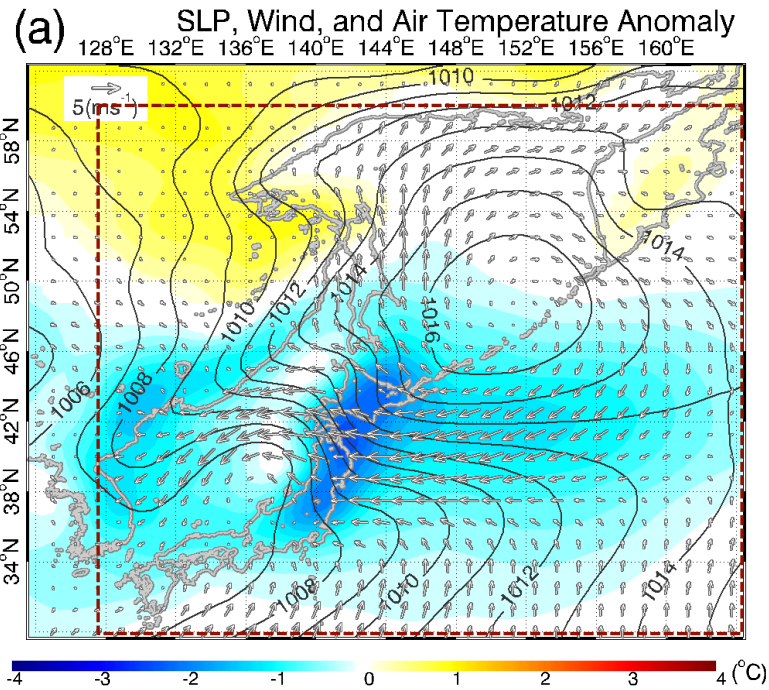 (a) SLP, Wind, and Air Temperature Anomaly
128°E 132°E 136°E 140°E 144°E 148°E 152°E 156°E 160°E
5(ms⁻¹)
1010
1012
58°N
54°N
1014
1014
50°N
1012
1010
1016
46°N
1008
1006
42°N
38°N
34°N
1008
1010
1012
1014
-4 -3 -2 -1 0 1 2 3 4 (°C)